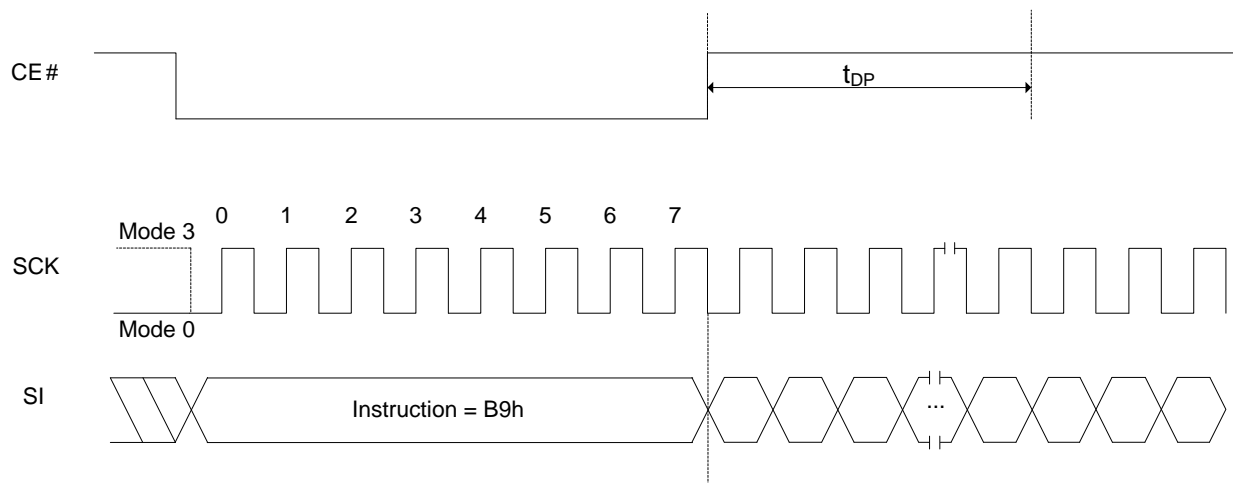 CE#
tDP
0 1 2 3 4 5 6 7
Mode 3
SCK
Mode 0
SI
Instruction = B9h
...